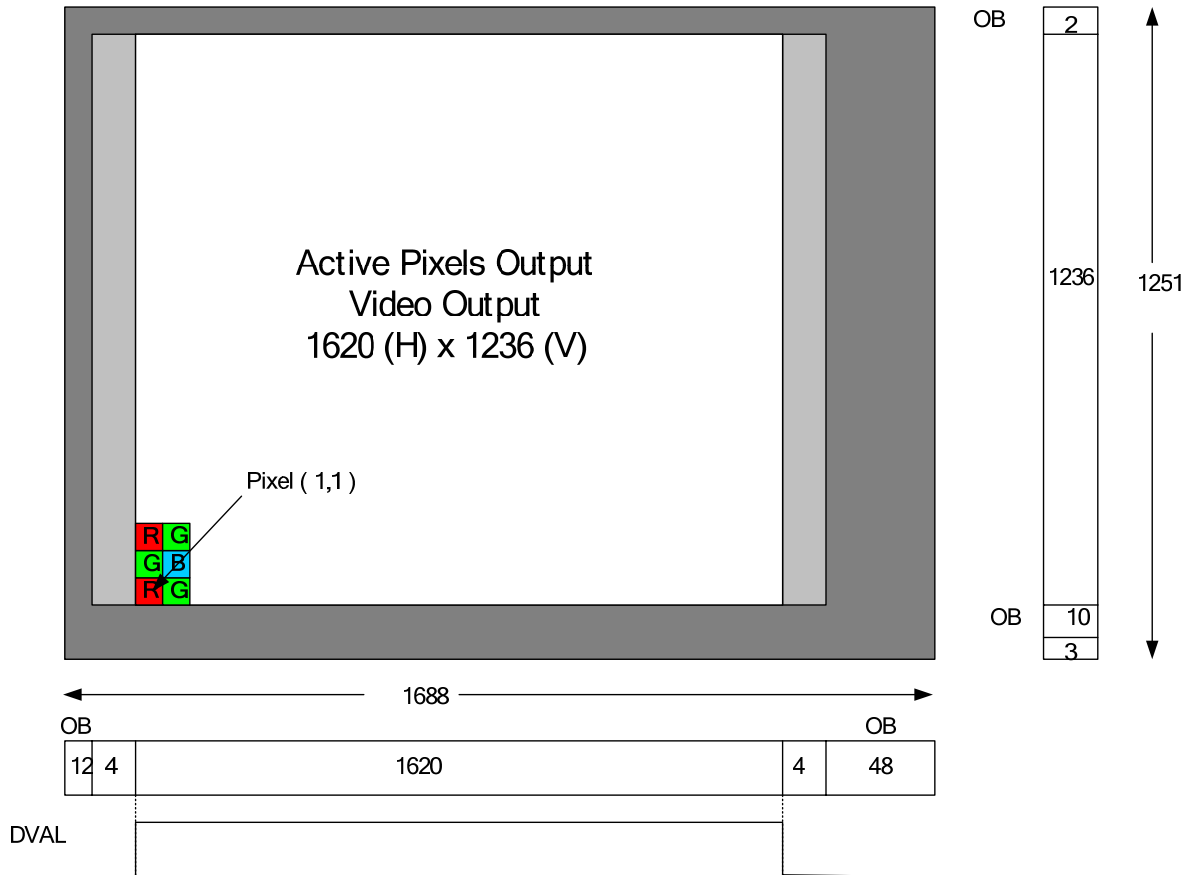 OB 2
Active Pixels Output
Video Output
1620 (H) x 1236 (V)
1236
1251
Pixel ( 1,1 )
R G
G B
R G
OB 10
3
1688
OB OB
12 4 1620 4 48
DVAL